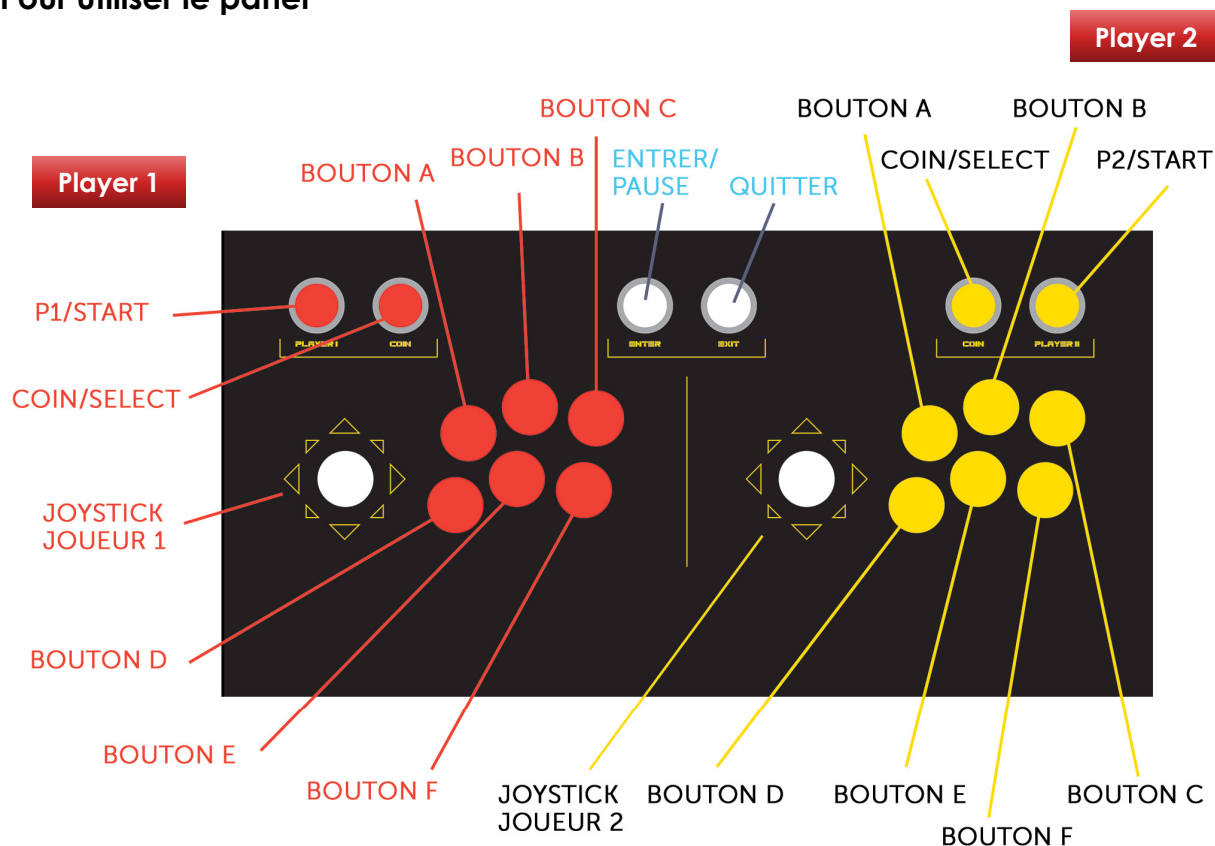 Pour utiliser le panel
Player 2
BOUTON C
BOUTON A
BOUTON B
Player 1
BOUTON A
BOUTON B
ENTRER/
PAUSE
QUITTER
COIN/SELECT
P2/START
P1/START
PLAYER I
COIN
ENTER
EXIT
COIN
PLAYER II
COIN/SELECT
JOYSTICK
JOUEUR 1
BOUTON D
BOUTON E
BOUTON F
JOYSTICK
JOUEUR 2
BOUTON D
BOUTON E
BOUTON C
BOUTON F